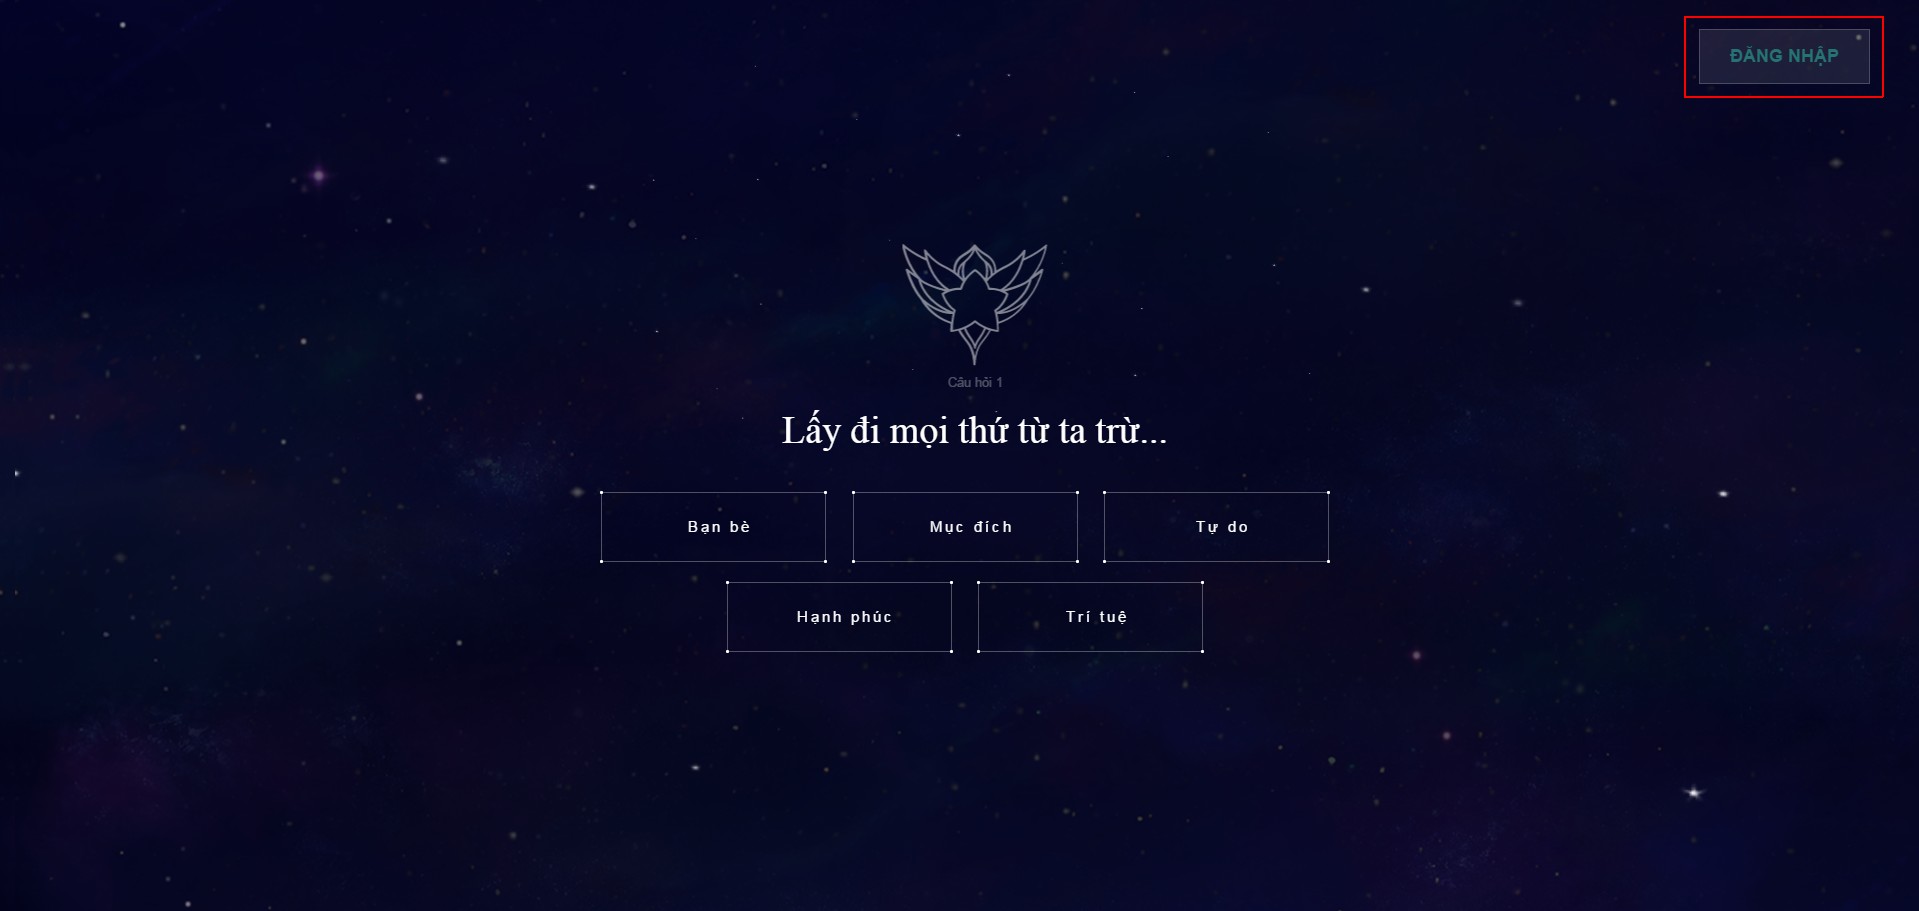 ĐĂNG NHẬP
Câu hỏi 1
Lấy đi mọi thứ từ ta trừ...
Bạn bè
Mục đích
Tự do
Hạnh phúc
Trí tuệ